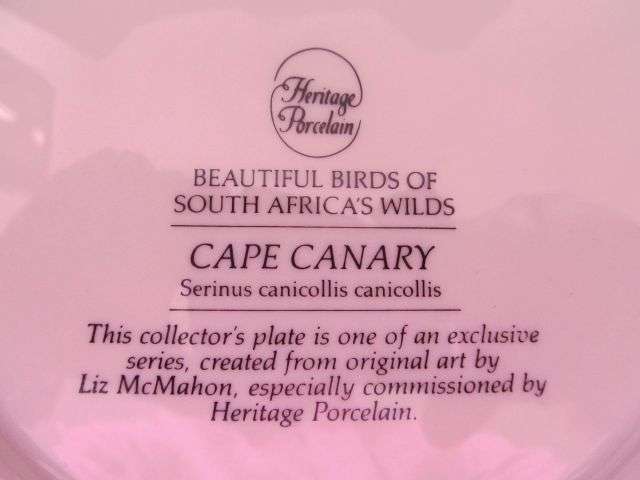 Heritage
Porcelain
BEAUTIFUL BIRDS OF
SOUTH AFRICA'S WILDS
CAPE CANARY
Serinus canicollis canicollis
This collector's plate is one of an exclusive
series, created from original art by
Liz McMahon, especially commissioned by
Heritage Porcelain.